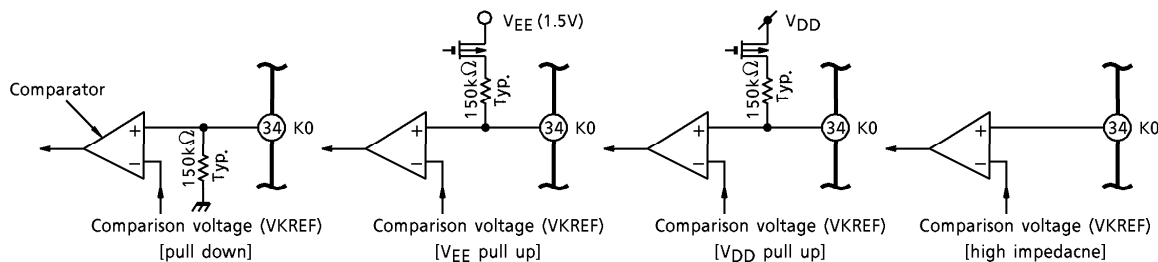 Comparator
+
−
150kΩ
Typ.
34
K0
Comparison voltage (VKREF)
[pull down]
VEE (1.5V)
150kΩ
Typ.
+
−
34
K0
Comparison voltage (VKREF)
[VEE pull up]
VDD
150kΩ
Typ.
+
−
34
K0
Comparison voltage (VKREF)
[VDD pull up]
+
−
34
K0
Comparison voltage (VKREF)
[high impedacne]